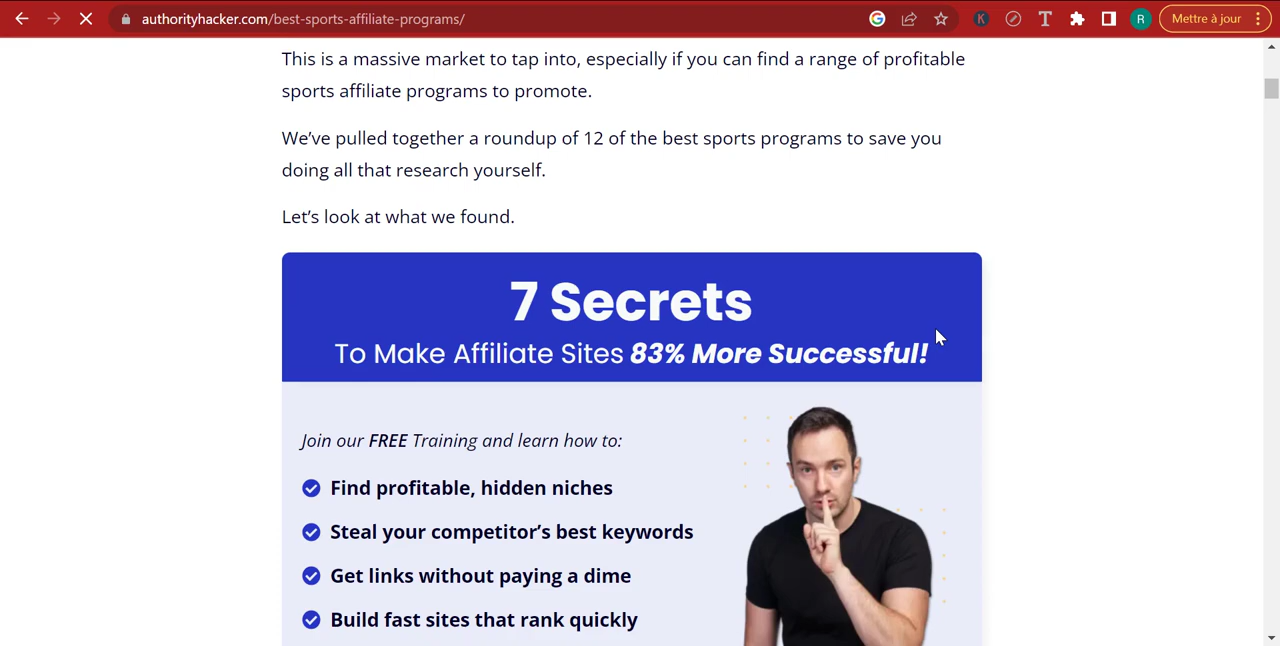 authorityhacker.com/best-sports-affiliate-programs/
K
T
R
Mettre à jour
This is a massive market to tap into, especially if you can find a range of profitable
sports affiliate programs to promote.
We’ve pulled together a roundup of 12 of the best sports programs to save you
doing all that research yourself.
Let’s look at what we found.
7 Secrets
To Make Affiliate Sites 83% More Successful!
Join our FREE Training and learn how to:
Find profitable, hidden niches
Steal your competitor’s best keywords
Get links without paying a dime
Build fast sites that rank quickly